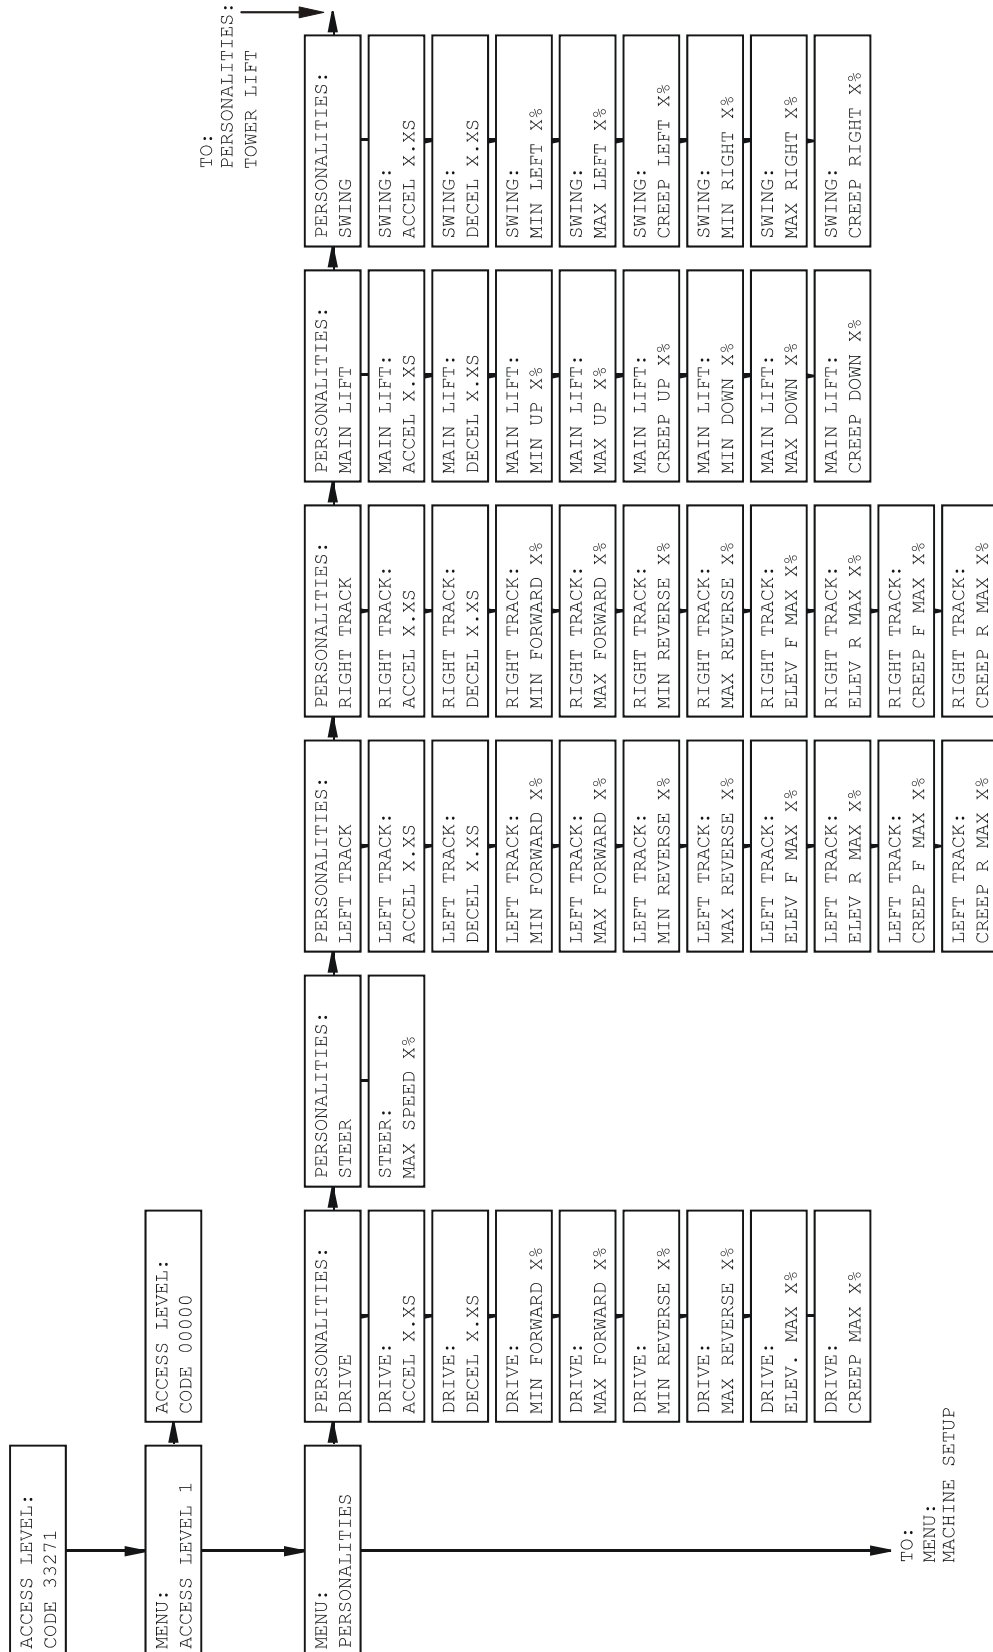 ACCESS LEVEL:
CODE 33271
MENU:
ACCESS LEVEL 1
ACCESS LEVEL:
CODE 00000
MENU:
PERSONALITIES
TO:
MENU:
MACHINE SETUP
PERSONALITIES:
DRIVE
DRIVE:
ACCEL X.XS
DRIVE:
DECEL X.XS
DRIVE:
MIN FORWARD X%
DRIVE:
MAX FORWARD X%
DRIVE:
MIN REVERSE X%
DRIVE:
MAX REVERSE X%
DRIVE:
ELEV. MAX X%
DRIVE:
CREEP MAX X%
PERSONALITIES:
STEER
STEER:
MAX SPEED X%
PERSONALITIES:
LEFT TRACK
LEFT TRACK:
ACCEL X.XS
LEFT TRACK:
DECEL X.XS
LEFT TRACK:
MIN FORWARD X%
LEFT TRACK:
MAX FORWARD X%
LEFT TRACK:
MIN REVERSE X%
LEFT TRACK:
MAX REVERSE X%
LEFT TRACK:
ELEV F MAX X%
LEFT TRACK:
ELEV R MAX X%
LEFT TRACK:
CREEP F MAX X%
LEFT TRACK:
CREEP R MAX X%
PERSONALITIES:
RIGHT TRACK
RIGHT TRACK:
ACCEL X.XS
RIGHT TRACK:
DECEL X.XS
RIGHT TRACK:
MIN FORWARD X%
RIGHT TRACK:
MAX FORWARD X%
RIGHT TRACK:
MIN REVERSE X%
RIGHT TRACK:
MAX REVERSE X%
RIGHT TRACK:
ELEV F MAX X%
RIGHT TRACK:
ELEV R MAX X%
RIGHT TRACK:
CREEP F MAX X%
RIGHT TRACK:
CREEP R MAX X%
PERSONALITIES:
MAIN LIFT
MAIN LIFT:
ACCEL X.XS
MAIN LIFT:
DECEL X.XS
MAIN LIFT:
MIN UP X%
MAIN LIFT:
MAX UP X%
MAIN LIFT:
CREEP UP X%
MAIN LIFT:
MIN DOWN X%
MAIN LIFT:
MAX DOWN X%
MAIN LIFT:
CREEP DOWN X%
PERSONALITIES:
SWING
SWING:
ACCEL X.XS
SWING:
DECEL X.XS
SWING:
MIN LEFT X%
SWING:
MAX LEFT X%
SWING:
CREEP LEFT X%
SWING:
MIN RIGHT X%
SWING:
MAX RIGHT X%
SWING:
CREEP RIGHT X%
TO:
PERSONALITIES:
TOWER LIFT